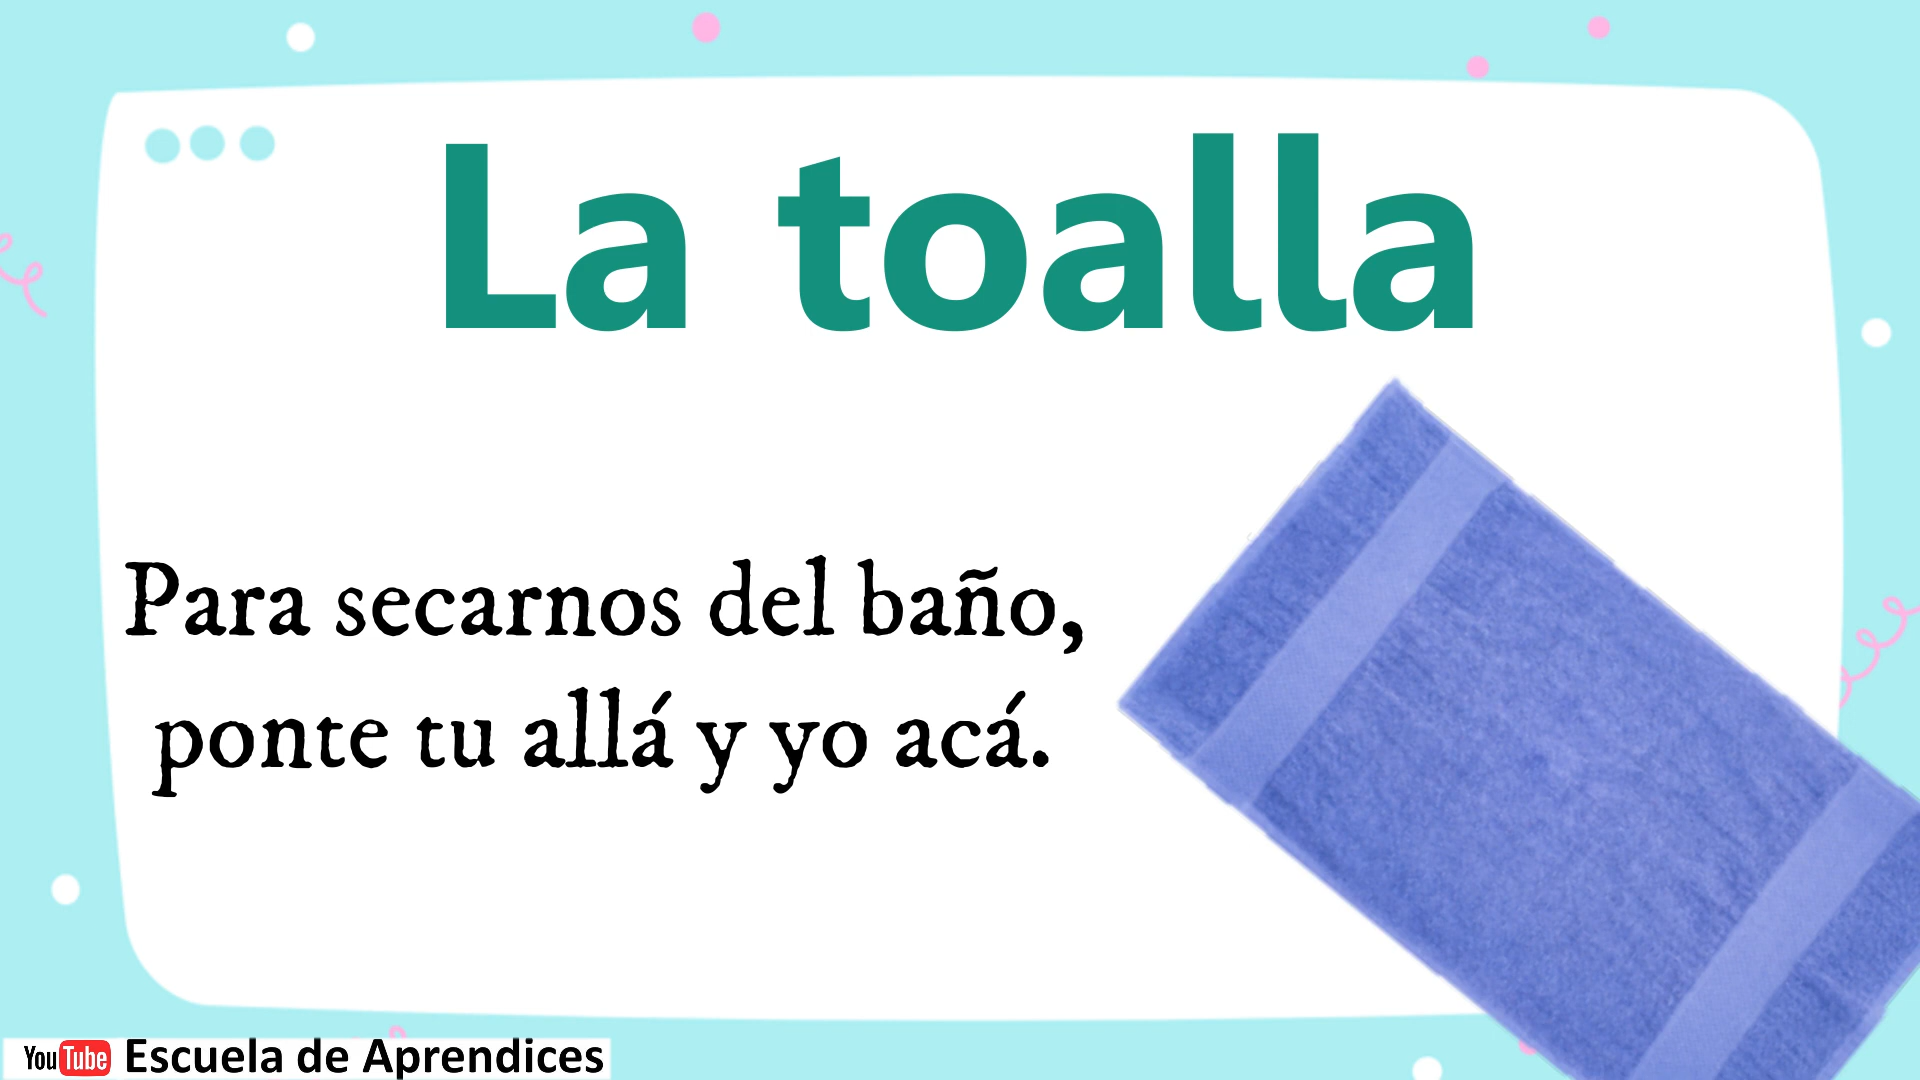 La toalla
Para secarnos del baño,
ponte tu allá y yo acá.
YouTube Escuela de Aprendices